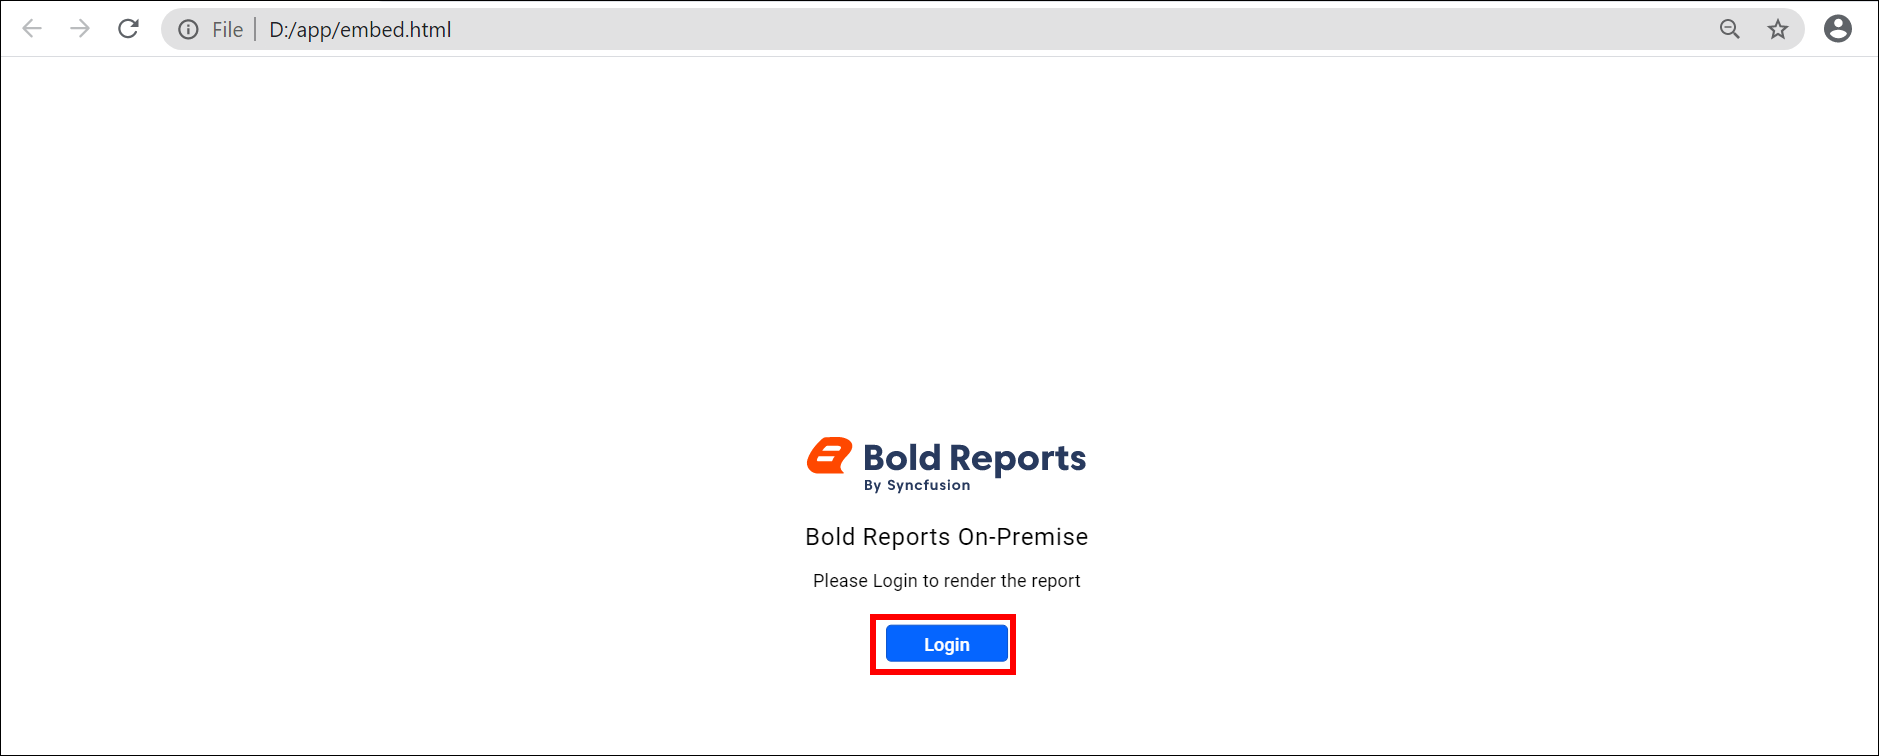 File
D:/app/embed.html
Bold Reports
By Syncfusion
Bold Reports On-Premise
Please Login to render the report
Login